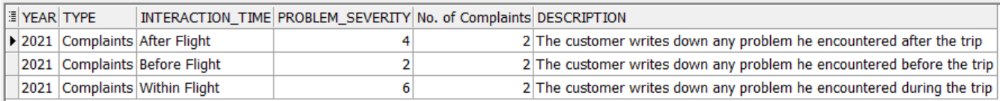 YEAR TYPE INTERACTION_TIME PROBLEM_SEVERITY No. of Complaints DESCRIPTION
2021 Complaints After Flight 4 2 The customer writes down any problem he encountered after the trip
2021 Complaints Before Flight 2 2 The customer writes down any problem he encountered before the trip
2021 Complaints Within Flight 6 2 The customer writes down any problem he encountered during the trip